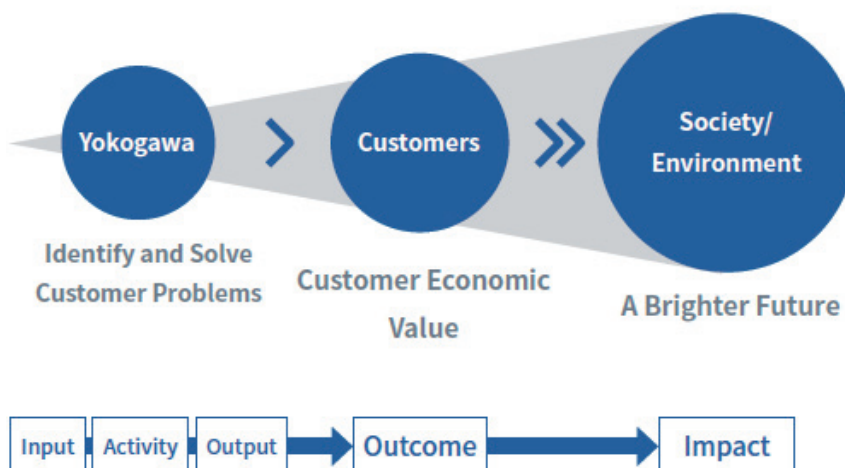 Yokogawa
Customers
Society/
Environment
Identify and Solve
Customer Problems
Customer Economic
Value
A Brighter Future
Input
Activity
Output
Outcome
Impact